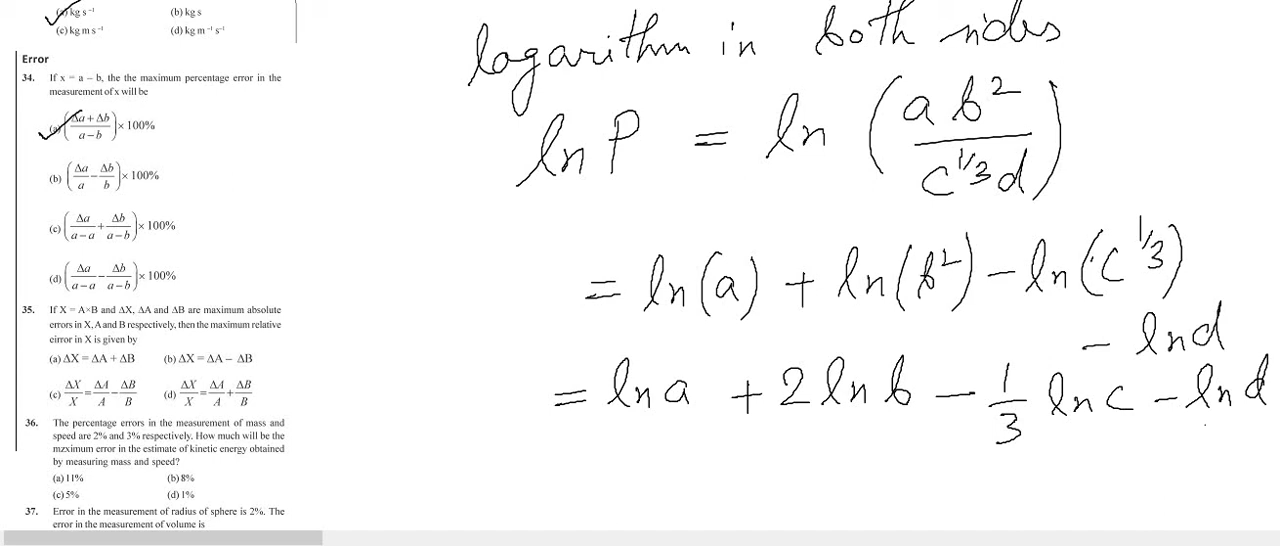 (a) kg s⁻¹ (b) kg s
(c) kg m s⁻¹ (d) kg m⁻¹ s⁻¹
Error
34. If x = a – b, the the maximum percentage error in the
measurement of x will be
(a) (Δa + Δb / a – b) × 100%
(b) (Δa/a – Δb/b) × 100%
(c) (Δa/a – a + Δb/a – b) × 100%
(d) (Δa/a – a – Δb/a – b) × 100%
35. If X = A×B and ΔX, ΔA and ΔB are maximum absolute
errors in X, A and B respectively, then the maximum relative
eirror in X is given by
(a) ΔX = ΔA + ΔB (b) ΔX = ΔA – ΔB
(c) ΔX/X = ΔA/A – ΔB/B (d) ΔX/X = ΔA/A + ΔB/B
36. The percentage errors in the measurement of mass and
speed are 2% and 3% respectively. How much will be the
mzximum error in the estimate of kinetic energy obtained
by measuring mass and speed?
(a) 11% (b) 8%
(c) 5% (d) 1%
37. Error in the measurement of radius of sphere is 2%. The
error in the measurement of volume is
logarithm in both sides
ln P = ln (a b² / c^1/3 d)
= ln(a) + ln(b²) – ln(c^1/3)
– ln d
= ln a + 2 ln b – 1/3 ln c – ln d